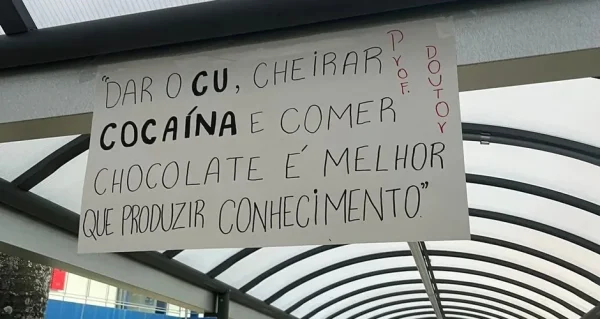 "DAR O CU, CHEIRAR
COCAÍNA E COMER
CHOCOLATE É MELHOR
QUE PRODUZIR CONHECIMENTO".
Prof.
DOUTOR